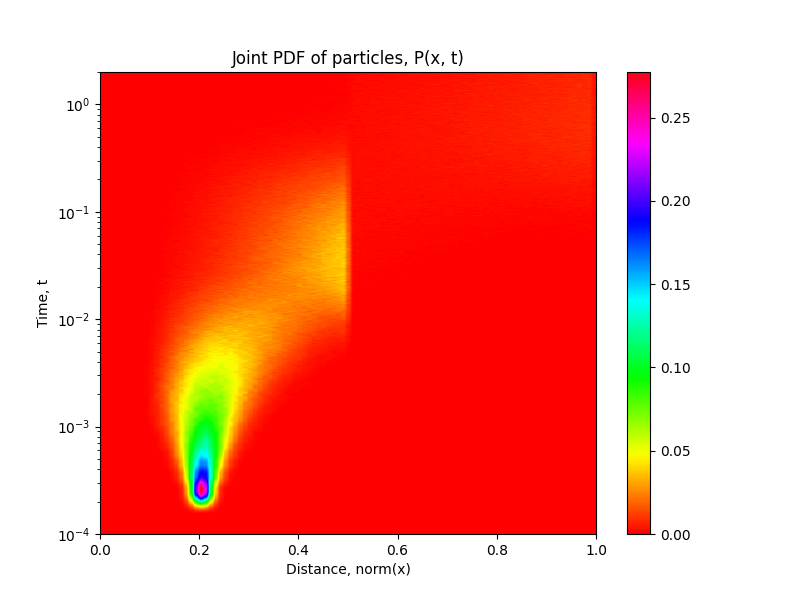 Joint PDF of particles, P(x, t)
Time, t
10⁰
10⁻¹
10⁻²
10⁻³
10⁻⁴
0.0 0.2 0.4 0.6 0.8 1.0
Distance, norm(x)
0.25
0.20
0.15
0.10
0.05
0.00